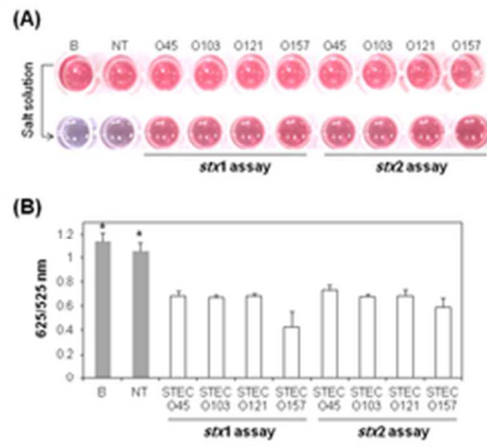 (A)
B NT O45 O103 O121 O157 O45 O103 O121 O157
Salt solution
stx1 assay stx2 assay
(B)
625/525 nm
1.2
1
0.8
0.6
0.4
0.2
0
* *
B NT STEC STEC STEC STEC STEC STEC STEC STEC
O45 O103 O121 O157 O45 O103 O121 O157
stx1 assay stx2 assay